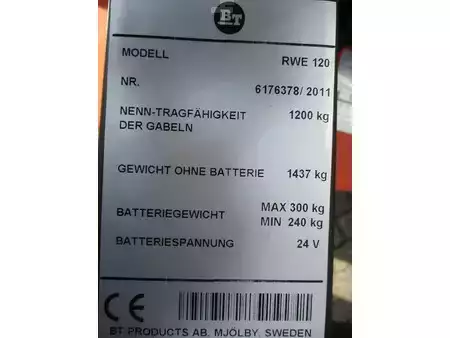 BT
MODELL RWE 120
NR. 6176378/ 2011
NENN-TRAGFÄHIGKEIT 1200 kg
DER GABELN
GEWICHT OHNE BATTERIE 1437 kg
BATTERIEGEWICHT MAX 300 kg
MIN 240 kg
BATTERIESPANNUNG 24 V
CE
BT PRODUCTS AB. MJÖLBY. SWEDEN